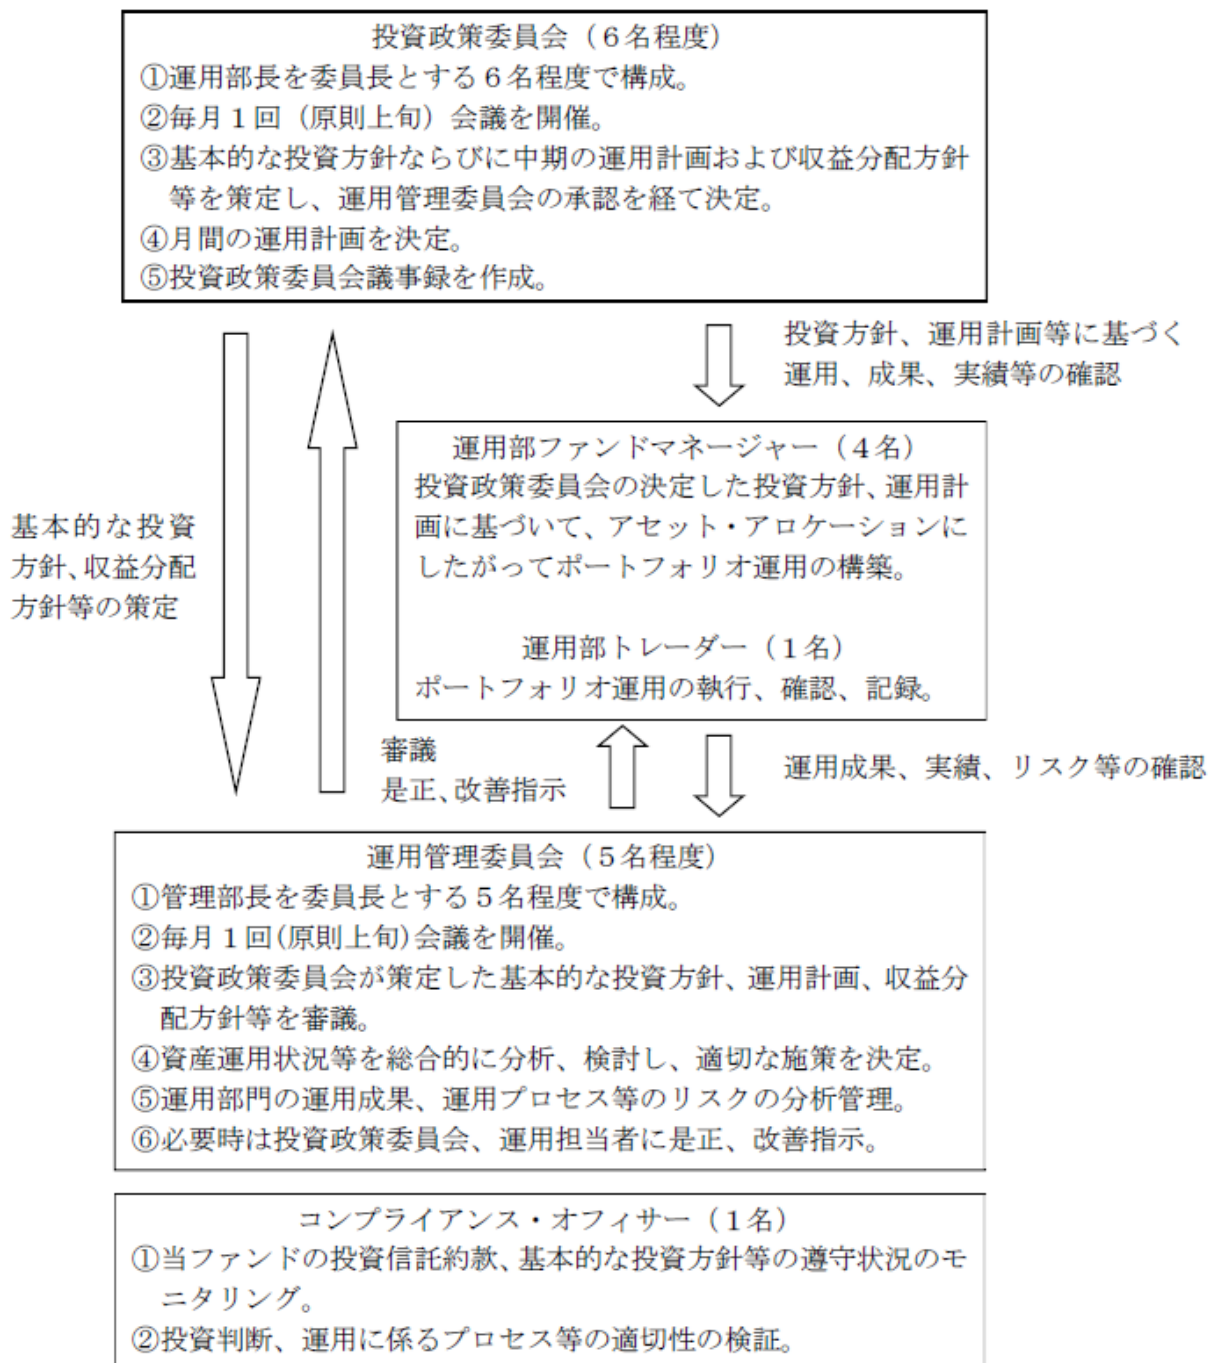 投資政策委員会（６名程度）
①運用部長を委員長とする６名程度で構成。
②毎月１回（原則上旬）会議を開催。
③基本的な投資方針ならびに中期の運用計画および収益分配方針
等を策定し、運用管理委員会の承認を経て決定。
④月間の運用計画を決定。
⑤投資政策委員会議事録を作成。
投資方針、運用計画等に基づく
運用、成果、実績等の確認
基本的な投資
方針、収益分配
方針等の策定
運用部ファンドマネージャー（４名）
投資政策委員会の決定した投資方針、運用計
画に基づいて、アセット・アロケーションに
したがってポートフォリオ運用の構築。
運用部トレーダー（１名）
ポートフォリオ運用の執行、確認、記録。
審議
是正、改善指示
運用成果、実績、リスク等の確認
運用管理委員会（５名程度）
①管理部長を委員長とする５名程度で構成。
②毎月１回(原則上旬)会議を開催。
③投資政策委員会が策定した基本的な投資方針、運用計画、収益分
配方針等を審議。
④資産運用状況等を総合的に分析、検討し、適切な施策を決定。
⑤運用部門の運用成果、運用プロセス等のリスクの分析管理。
⑥必要時は投資政策委員会、運用担当者に是正、改善指示。
コンプライアンス・オフィサー（１名）
①当ファンドの投資信託約款、基本的な投資方針等の遵守状況のモ
ニタリング。
②投資判断、運用に係るプロセス等の適切性の検証。